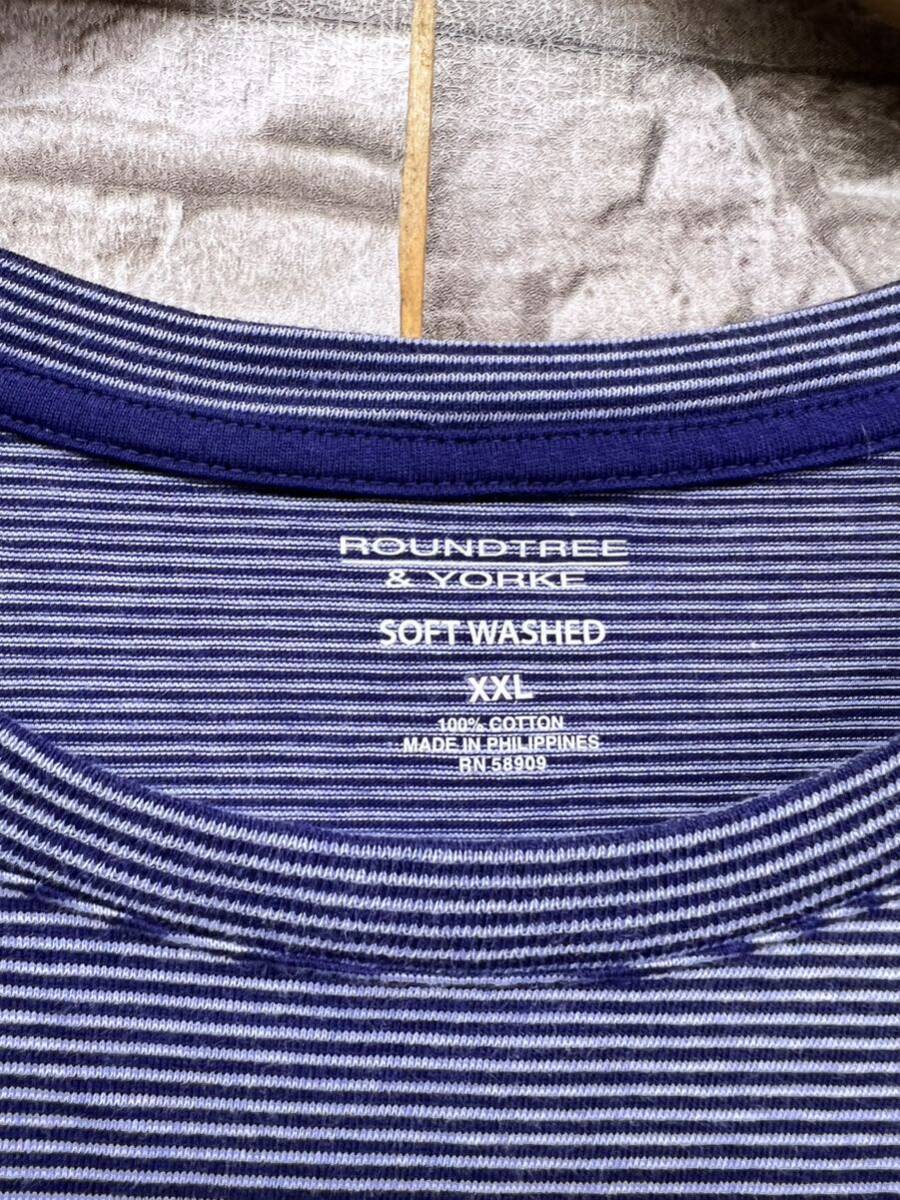 ROUNDTREE
& YORKE
SOFT WASHED
XXL
100% COTTON
MADE IN PHILIPPINES
RN 58909